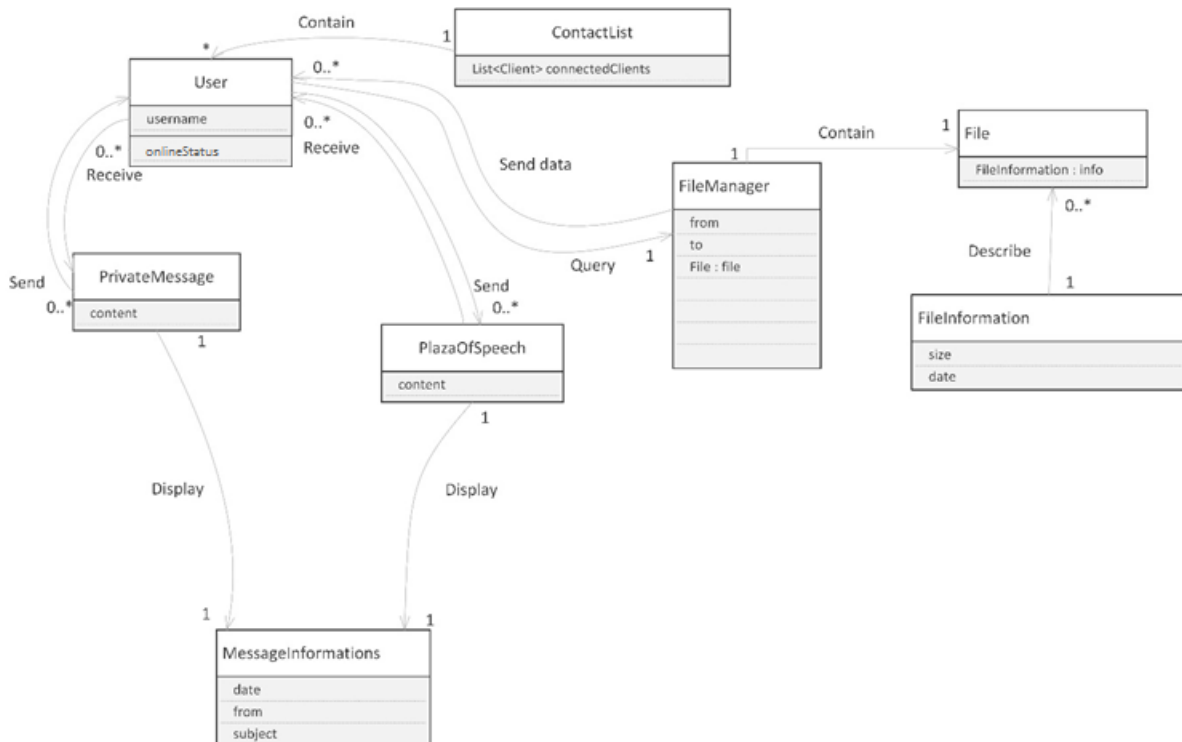 Contain
1
ContactList
List<Client> connectedClients
*
User
username
onlineStatus
0..*
0..*
Receive
0..*
Receive
Send data
Contain
1
1
File
FileInformation : info
FileManager
from
to
File : file
0..*
Query
1
Describe
1
FileInformation
size
date
Send
0..*
PrivateMessage
content
1
Send
0..*
PlazaOfSpeech
content
1
Display
Display
1
1
MessageInformations
date
from
subject